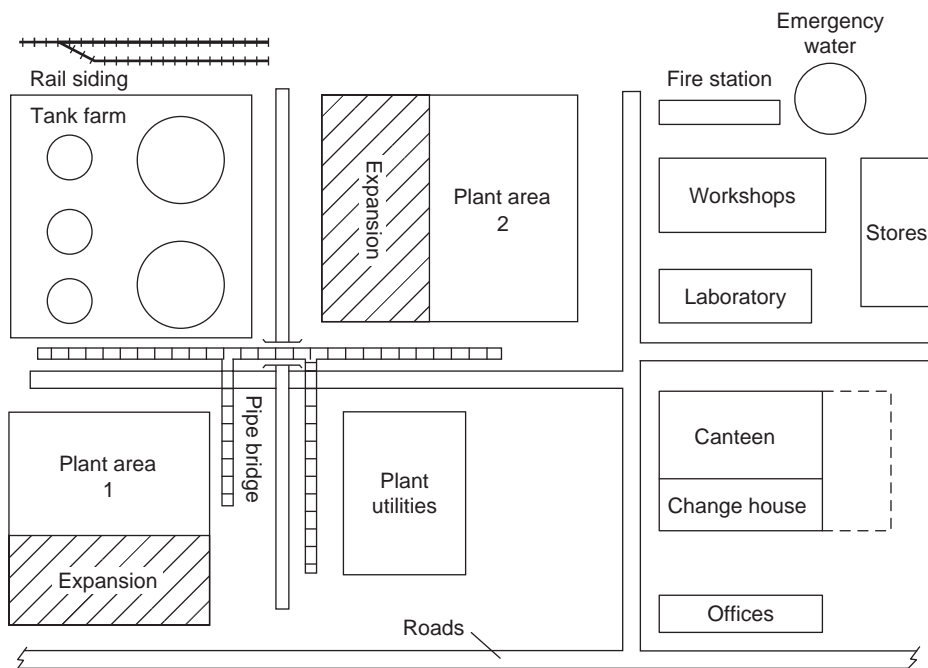 Emergency
water
Fire station
Rail siding
Tank farm
Expansion
Plant area
2
Workshops
Stores
Laboratory
Pipe bridge
Plant area
1
Expansion
Plant
utilities
Canteen
Change house
Offices
Roads